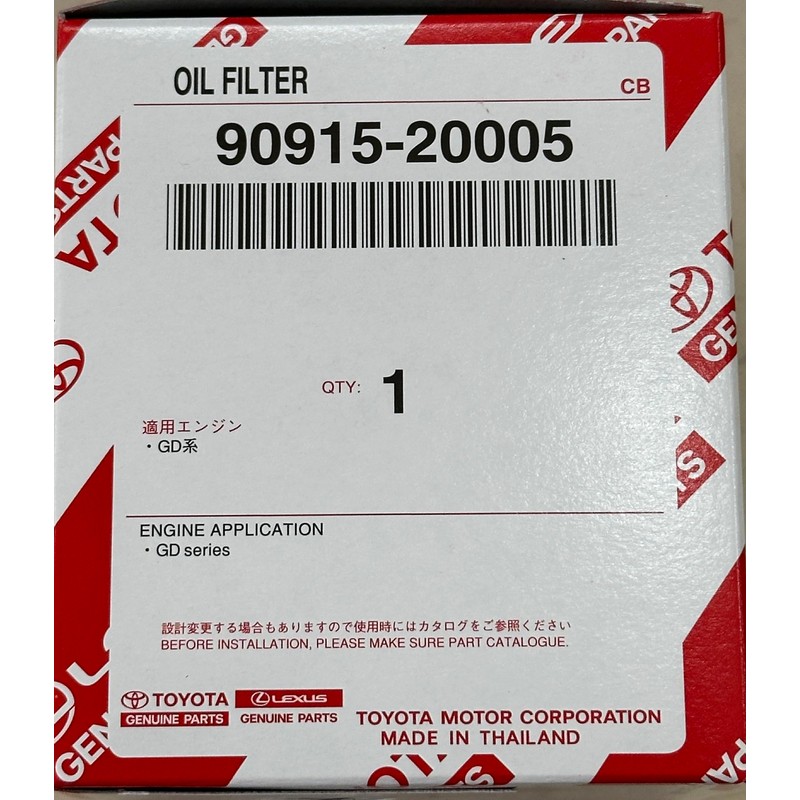 OIL FILTER
CB
90915-20005
QTY: 1
適用エンジン
・GD系
ENGINE APPLICATION
・GD series
設計変更する場合もありますので使用時にはカタログをご参照ください
BEFORE INSTALLATION, PLEASE MAKE SURE PART CATALOGUE.
TOYOTA
GENUINE PARTS
LEXUS
GENUINE PARTS
TOYOTA MOTOR CORPORATION
MADE IN THAILAND
PARTS